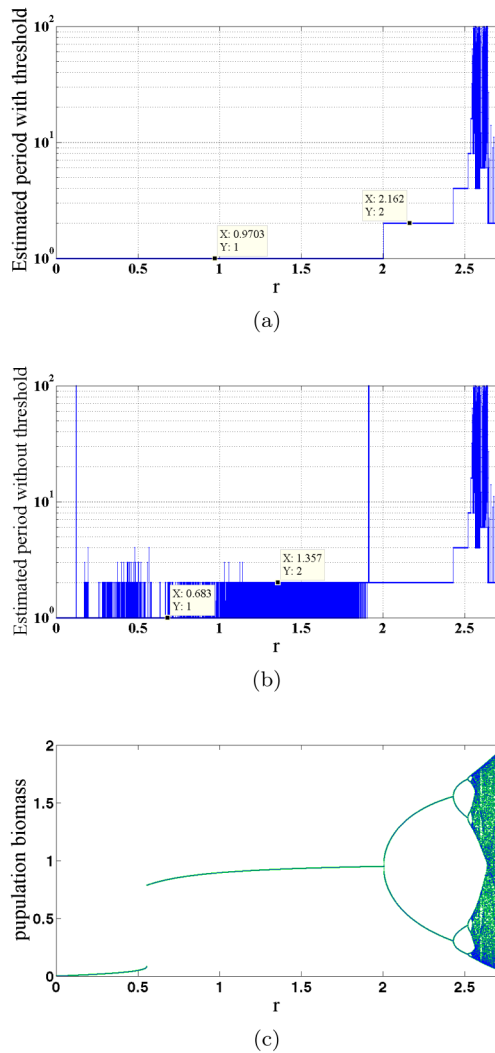 Estimated period with threshold
10^2
10^1
10^0
X: 0.9703
Y: 1
X: 2.162
Y: 2
0 0.5 1 1.5 2 2.5
r
(a)
Estimated period without threshold
10^2
10^1
10^0
X: 0.683
Y: 1
X: 1.357
Y: 2
0 0.5 1 1.5 2 2.5
r
(b)
pupulation biomass
2
1.5
1
0.5
0
0 0.5 1 1.5 2 2.5
r
(c)